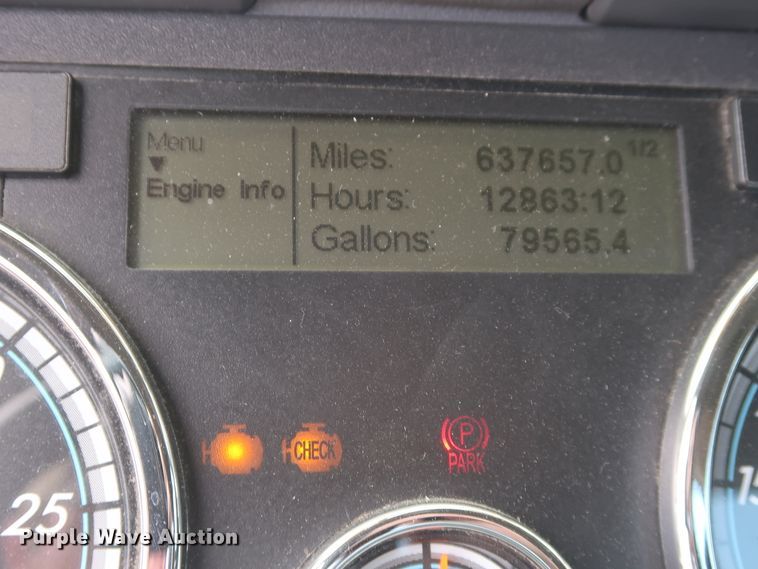 Menu
Engine Info
Miles: 637657.0 1/2
Hours: 12863:12
Gallons: 79565.4
CHECK
P
PARK
25
15
Purple Wave Auction